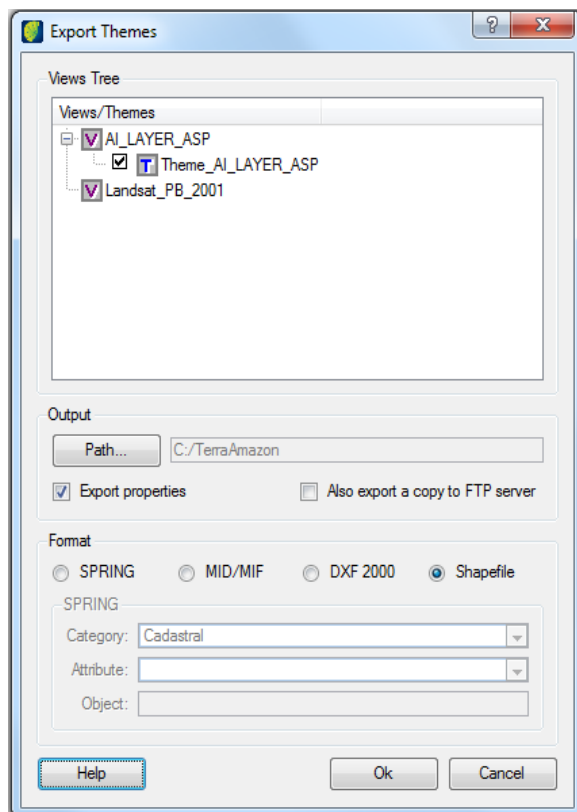 Export Themes
Views Tree
Views/Themes
V AI_LAYER_ASP
T Theme_AI_LAYER_ASP
V Landsat_PB_2001
Output
Path... C:/TerraAmazon
Export properties Also export a copy to FTP server
Format
SPRING MID/MIF DXF 2000 Shapefile
SPRING
Category: Cadastral
Attribute:
Object:
Help Ok Cancel